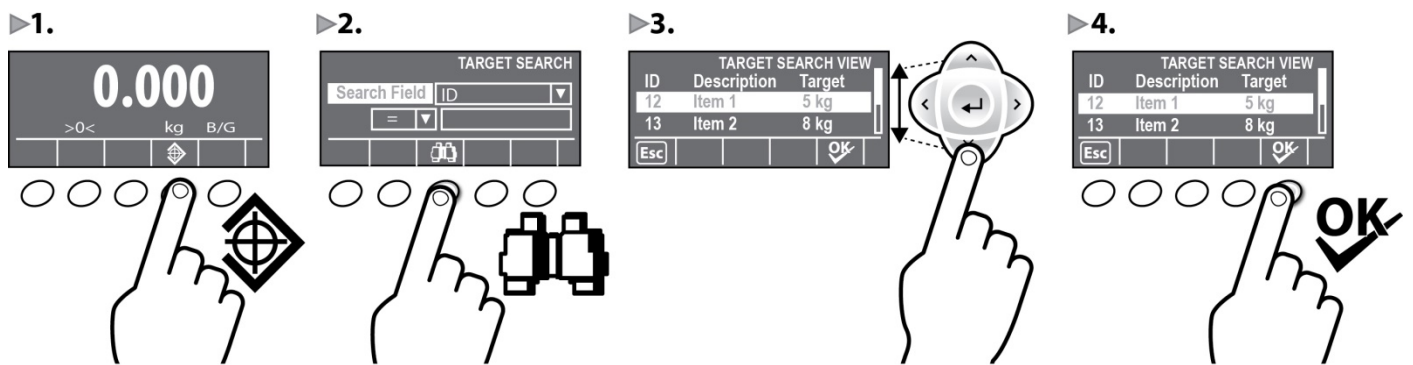 1.
0.000
>0< kg B/G
2.
TARGET SEARCH
Search Field ID
=
3.
TARGET SEARCH VIEW
ID Description Target
12 Item 1 5 kg
13 Item 2 8 kg
Esc OK
4.
TARGET SEARCH VIEW
ID Description Target
12 Item 1 5 kg
13 Item 2 8 kg
Esc OK
OK